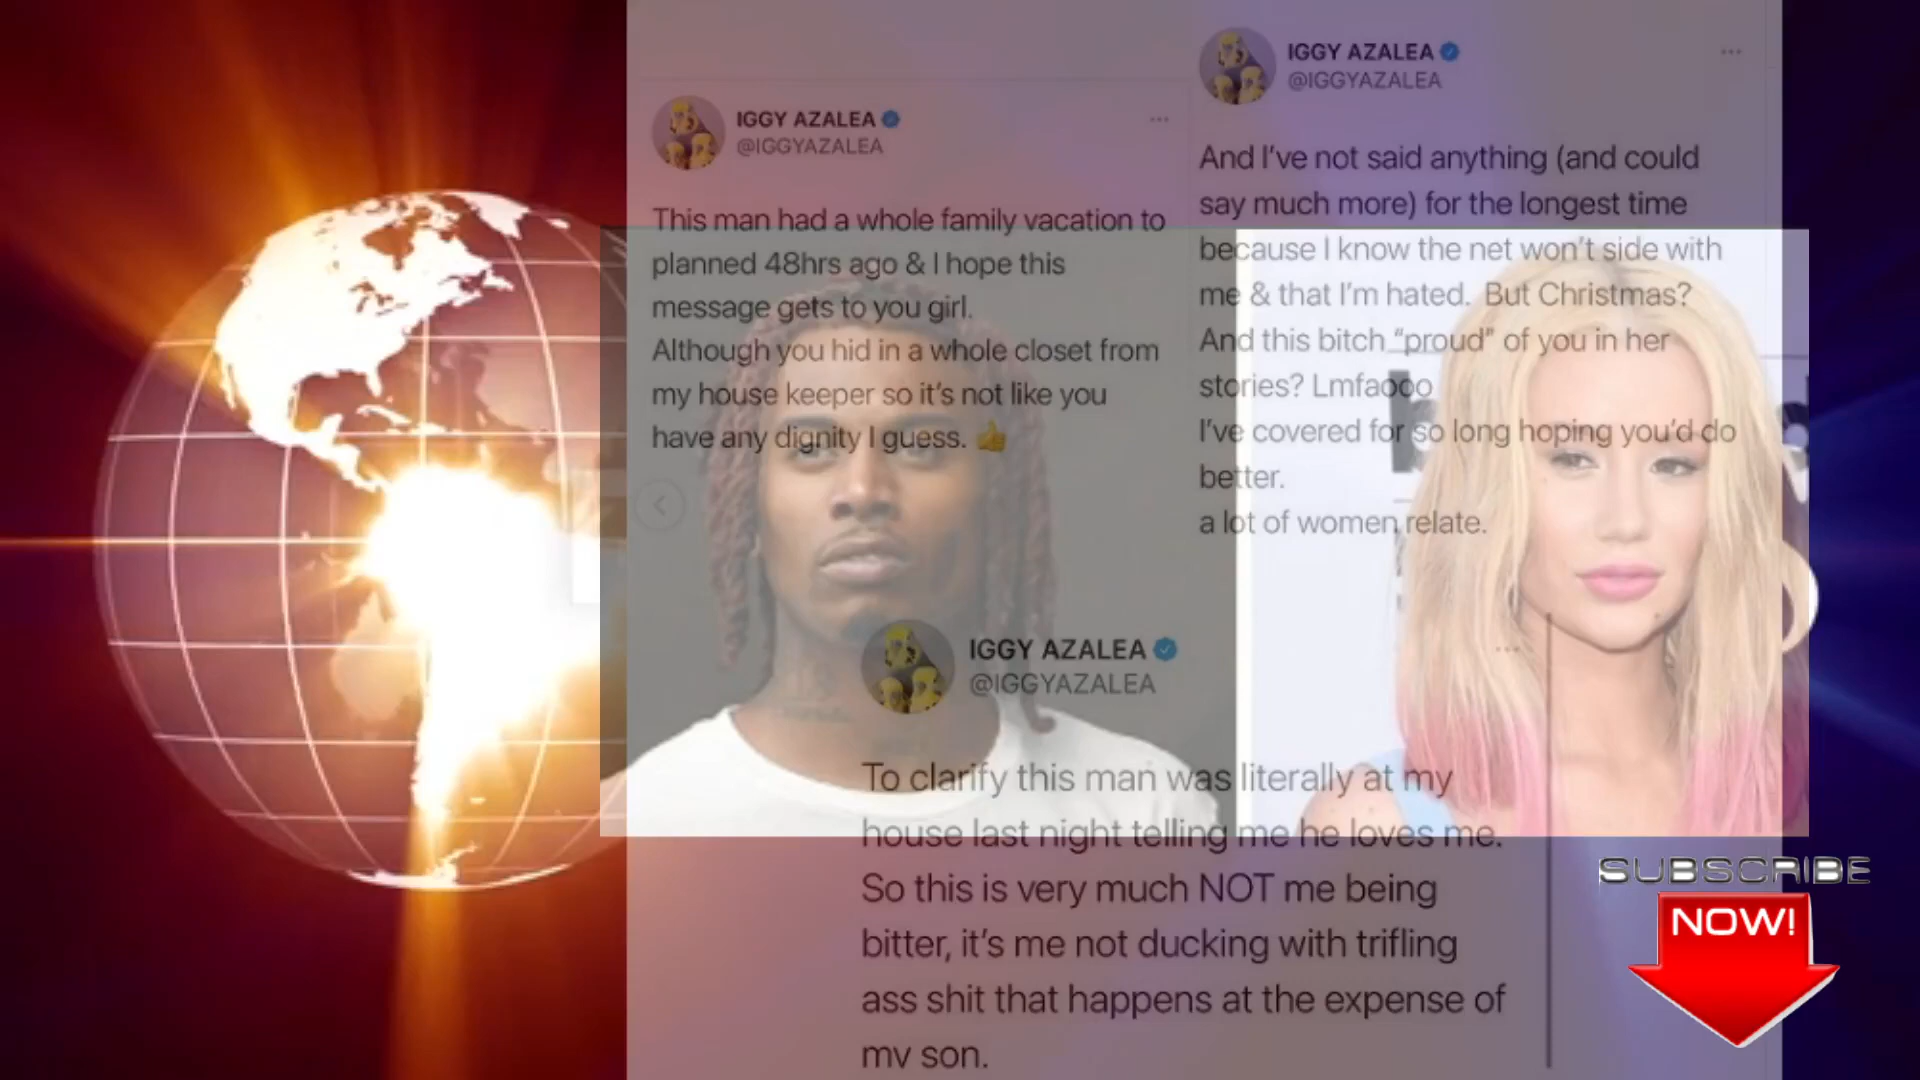 IGGY AZALEA
@IGGYAZALEA
This man had a whole family vacation to
planned 48hrs ago & I hope this
message gets to you girl.
Although you hid in a whole closet from
my house keeper so it's not like you
have any dignity I guess. 👍
IGGY AZALEA
@IGGYAZALEA
And I've not said anything (and could
say much more) for the longest time
because I know the net won't side with
me & that I'm hated. But Christmas?
And this bitch “proud” of you in her
stories? Lmfaooo
I've covered for so long hoping you'd do
better.
a lot of women relate.
IGGY AZALEA
@IGGYAZALEA
To clarify this man was literally at my
house last night telling me he loves me.
So this is very much NOT me being
bitter, it's me not ducking with trifling
ass shit that happens at the expense of
my son.
SUBSCRIBE
NOW!